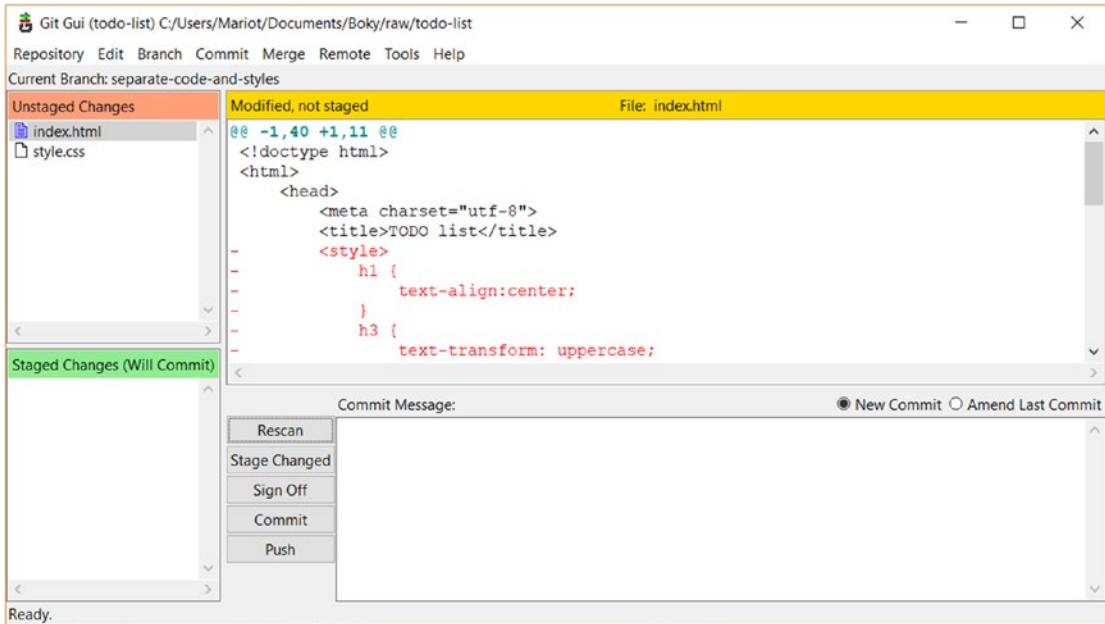 Git Gui (todo-list) C:/Users/Mariot/Documents/Boky/raw/todo-list
Repository Edit Branch Commit Merge Remote Tools Help
Current Branch: separate-code-and-styles
Unstaged Changes
index.html
style.css
Modified, not staged File: index.html
@@ -1,40 +1,11 @@
<!doctype html>
<html>
<head>
<meta charset="utf-8">
<title>TODO list</title>
- <style>
- h1 {
- text-align:center;
- }
- h3 {
- text-transform: uppercase;
Staged Changes (Will Commit)
Commit Message: New Commit Amend Last Commit
Rescan
Stage Changed
Sign Off
Commit
Push
Ready.